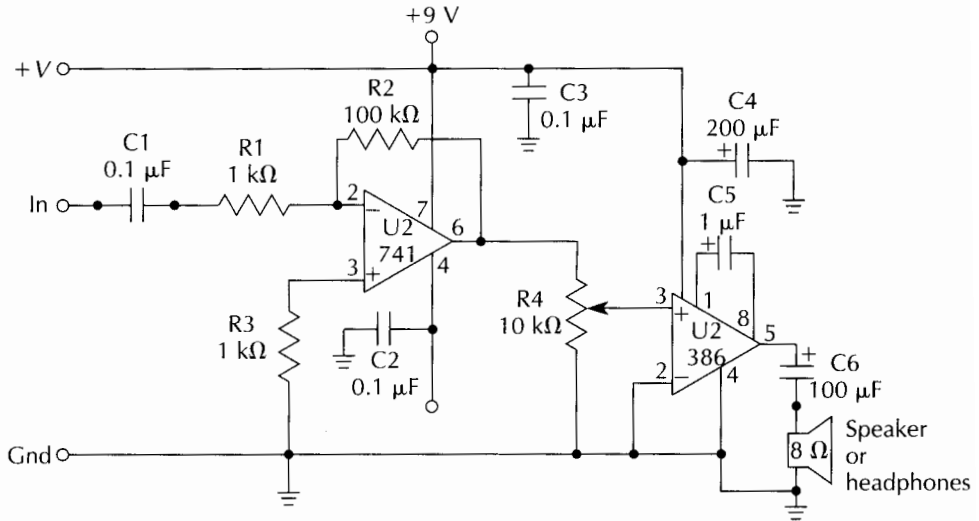 +9 V
+V
R2
100 kΩ
C3
0.1 µF
C4
200 µF
+
C1
0.1 µF
R1
1 kΩ
In
2
−
7
U2
741
6
3
+
4
C5
1 µF
+
R3
1 kΩ
C2
0.1 µF
R4
10 kΩ
3
+
1
8
U2
386
5
2
−
4
+
C6
100 µF
Gnd
8 Ω
Speaker
or
headphones